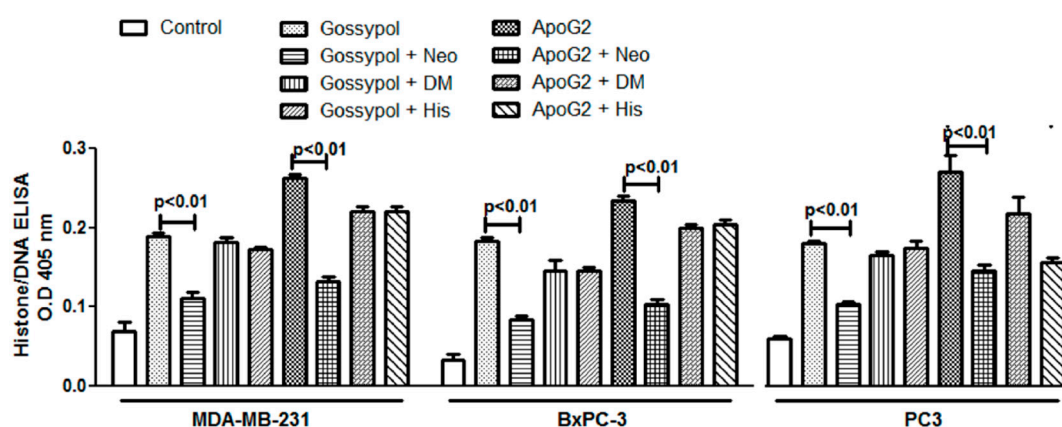 Control
Gossypol
ApoG2
Gossypol + Neo
ApoG2 + Neo
Gossypol + DM
ApoG2 + DM
Gossypol + His
ApoG2 + His
Histone/DNA ELISA
O.D 405 nm
0.3
0.2
0.1
0.0
p<0.01
p<0.01
p<0.01
p<0.01
p<0.01
p<0.01
MDA-MB-231
BxPC-3
PC3